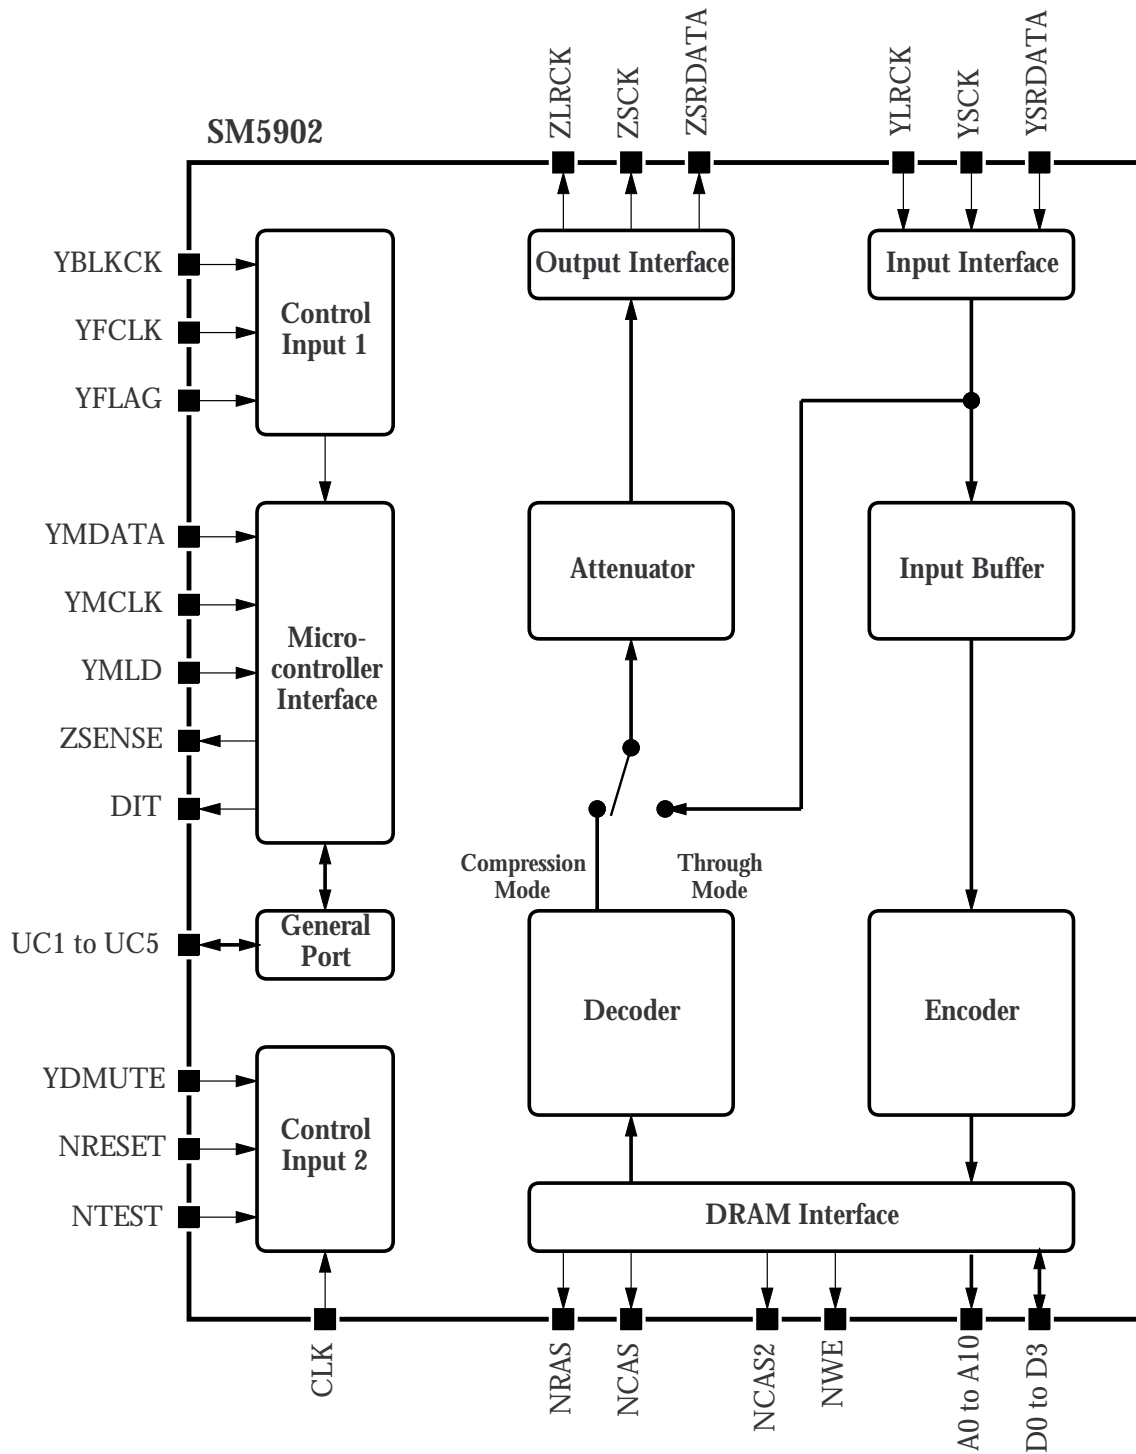 ZLRCK
ZSCK
ZSRDATA
YLRCK
YSCK
YSRDATA
SM5902
YBLKCK
YFCLK
YFLAG
Control
Input 1
Output Interface
Input Interface
YMDATA
YMCLK
YMLD
ZSENSE
DIT
Micro-
controller
Interface
Attenuator
Input Buffer
Compression
Mode
Through
Mode
UC1 to UC5
General
Port
Decoder
Encoder
YDMUTE
NRESET
NTEST
Control
Input 2
DRAM Interface
CLK
NRAS
NCAS
NCAS2
NWE
A0 to A10
D0 to D3